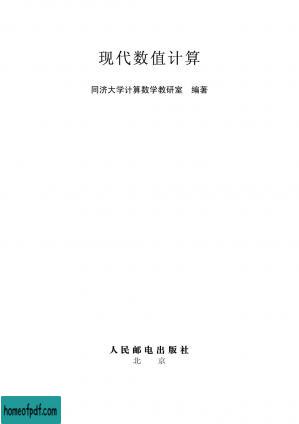 现代数值计算
同济大学计算数学教研室 编著
人民邮电出版社
北 京
homeofpdf.com